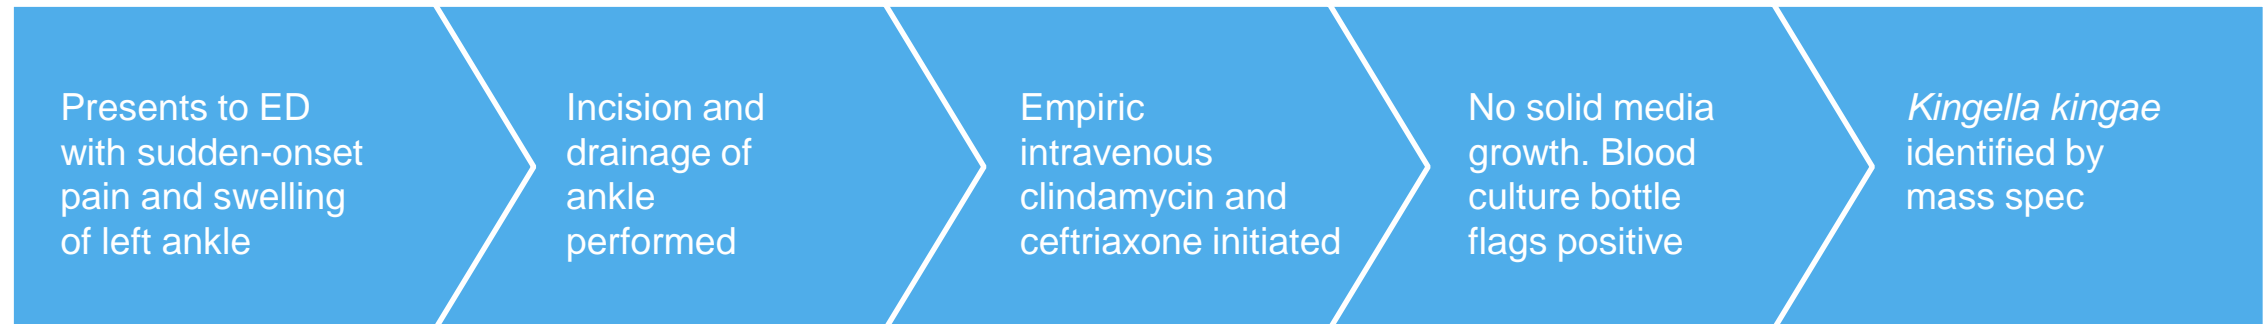 Presents to ED
with sudden-onset
pain and swelling
of left ankle
Incision and
drainage of
ankle
performed
Empiric
intravenous
clindamycin and
ceftriaxone initiated
No solid media
growth. Blood
culture bottle
flags positive
Kingella kingae
identified by
mass spec